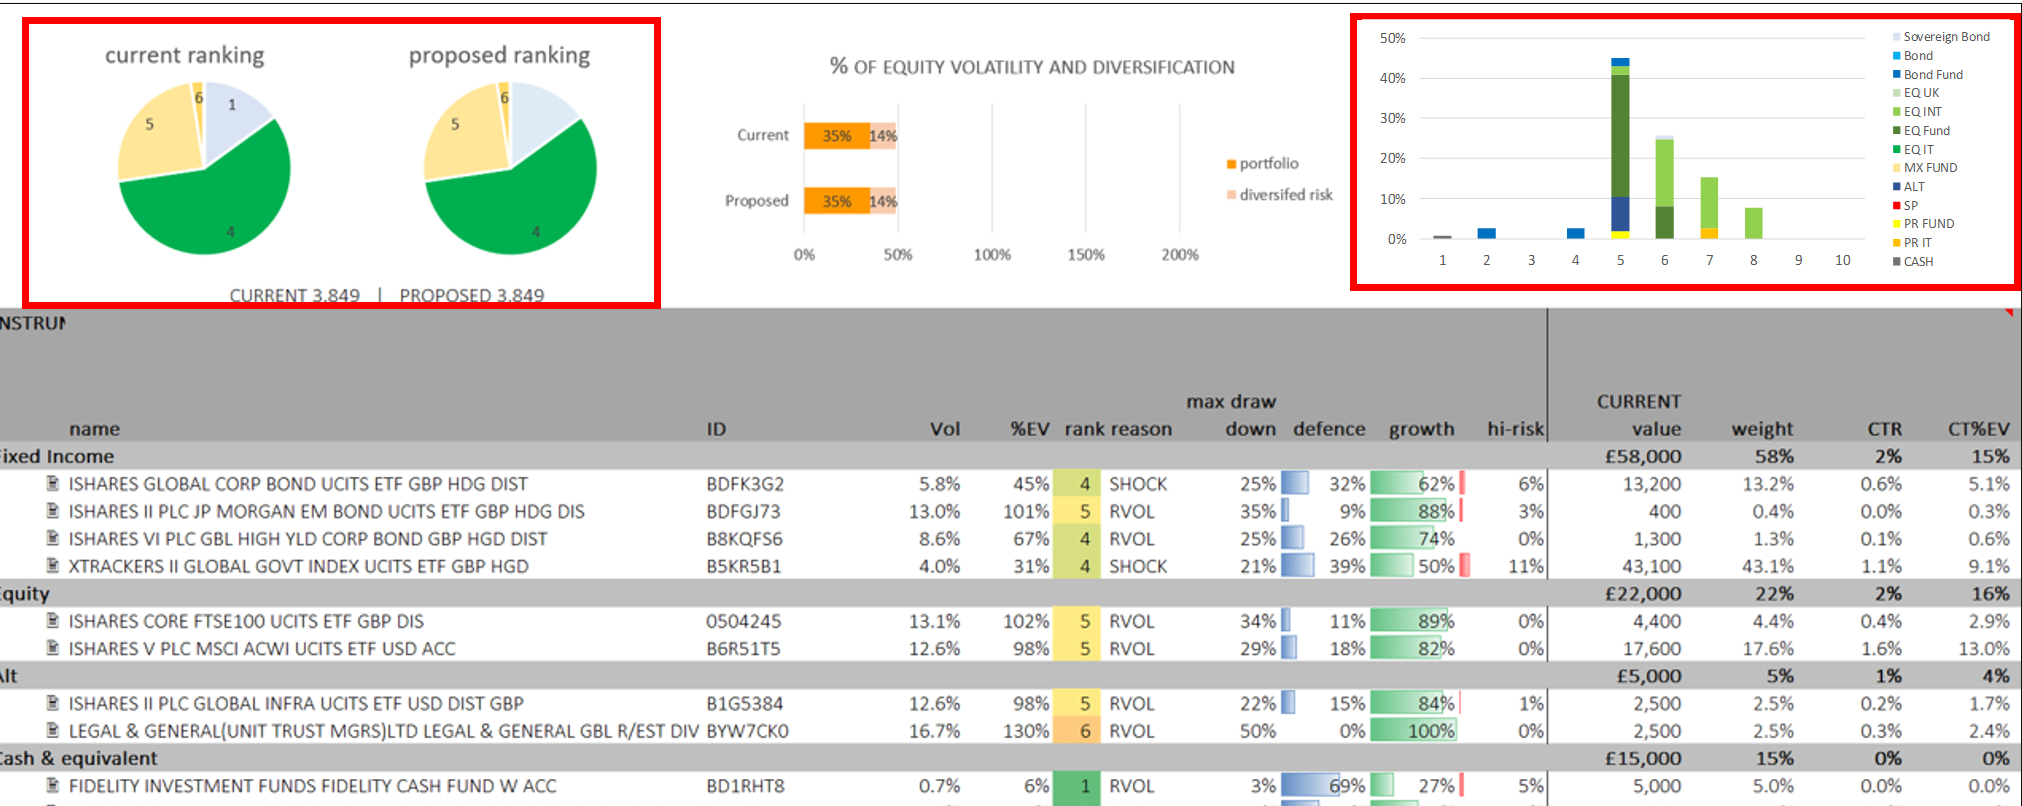 current ranking
6
1
5
4
proposed ranking
6
5
4
CURRENT 3.849 | PROPOSED 3.849
% OF EQUITY VOLATILITY AND DIVERSIFICATION
Current 35% 14%
Proposed 35% 14%
0% 50% 100% 150% 200%
portfolio
diversifed risk
50%
40%
30%
20%
10%
0%
1 2 3 4 5 6 7 8 9 10
Sovereign Bond
Bond
Bond Fund
EQ UK
EQ INT
EQ Fund
EQ IT
MX FUND
ALT
SP
PR FUND
PR IT
CASH
NSTRUM
max draw CURRENT
name ID Vol %EV rank reason down defence growth hi-risk value weight CTR CT%EV
Fixed Income £58,000 58% 2% 15%
ISHARES GLOBAL CORP BOND UCITS ETF GBP HDG DIST BDFK3G2 5.8% 45% 4 SHOCK 25% 32% 62% 6% 13,200 13.2% 0.6% 5.1%
ISHARES II PLC JP MORGAN EM BOND UCITS ETF GBP HDG DIS BDFGJ73 13.0% 101% 5 RVOL 35% 9% 88% 3% 400 0.4% 0.0% 0.3%
ISHARES VI PLC GBL HIGH YLD CORP BOND GBP HGD DIST B8KQFS6 8.6% 67% 4 RVOL 25% 26% 74% 0% 1,300 1.3% 0.1% 0.6%
XTRACKERS II GLOBAL GOVT INDEX UCITS ETF GBP HGD B5KR5B1 4.0% 31% 4 SHOCK 21% 39% 50% 11% 43,100 43.1% 1.1% 9.1%
Equity £22,000 22% 2% 16%
ISHARES CORE FTSE100 UCITS ETF GBP DIS 0504245 13.1% 102% 5 RVOL 34% 11% 89% 0% 4,400 4.4% 0.4% 2.9%
ISHARES V PLC MSCI ACWI UCITS ETF USD ACC B6R51T5 12.6% 98% 5 RVOL 29% 18% 82% 0% 17,600 17.6% 1.6% 13.0%
Alt £5,000 5% 1% 4%
ISHARES II PLC GLOBAL INFRA UCITS ETF USD DIST GBP B1G5384 12.6% 98% 5 RVOL 22% 15% 84% 1% 2,500 2.5% 0.2% 1.7%
LEGAL & GENERAL(UNIT TRUST MGRS)LTD LEGAL & GENERAL GBL R/EST DIV BYW7CK0 16.7% 130% 6 RVOL 50% 0% 100% 0% 2,500 2.5% 0.3% 2.4%
Cash & equivalent £15,000 15% 0% 0%
FIDELITY INVESTMENT FUNDS FIDELITY CASH FUND W ACC BD1RHT8 0.7% 6% 1 RVOL 3% 69% 27% 5% 5,000 5.0% 0.0% 0.0%